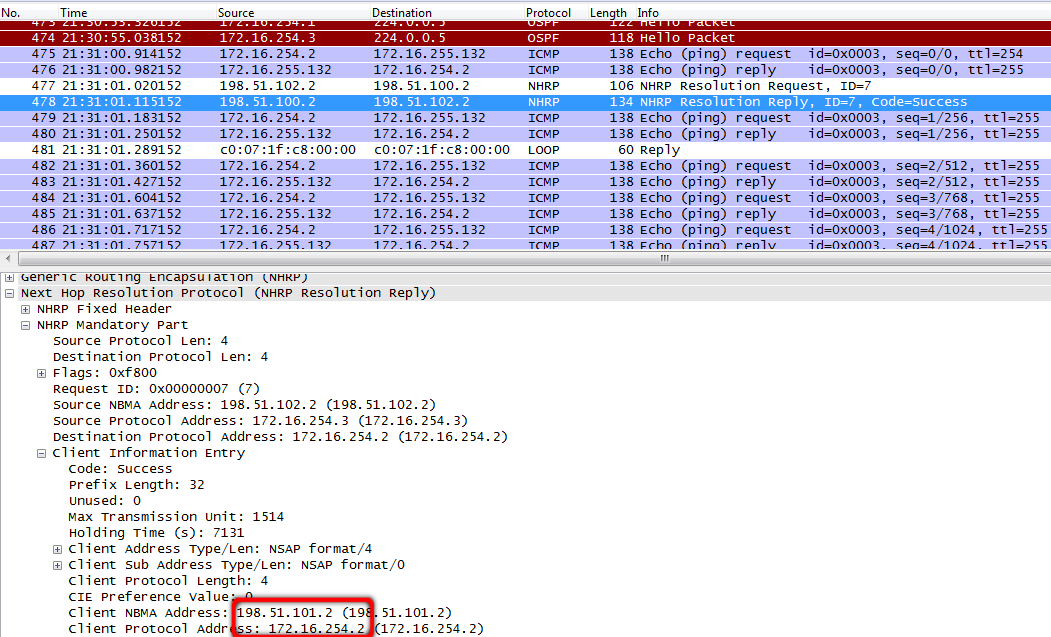 No. Time Source Destination Protocol Length Info
473 21:30:53.326152 172.16.254.1 224.0.0.5 OSPF 122 Hello Packet
474 21:30:55.038152 172.16.254.3 224.0.0.5 OSPF 118 Hello Packet
475 21:31:00.914152 172.16.254.2 172.16.255.132 ICMP 138 Echo (ping) request id=0x0003, seq=0/0, ttl=254
476 21:31:00.982152 172.16.255.132 172.16.254.2 ICMP 138 Echo (ping) reply id=0x0003, seq=0/0, ttl=255
477 21:31:01.020152 198.51.102.2 198.51.100.2 NHRP 106 NHRP Resolution Request, ID=7
478 21:31:01.115152 198.51.100.2 198.51.102.2 NHRP 134 NHRP Resolution Reply, ID=7, Code=Success
479 21:31:01.183152 172.16.254.2 172.16.255.132 ICMP 138 Echo (ping) request id=0x0003, seq=1/256, ttl=255
480 21:31:01.250152 172.16.255.132 172.16.254.2 ICMP 138 Echo (ping) reply id=0x0003, seq=1/256, ttl=255
481 21:31:01.289152 c0:07:1f:c8:00:00 c0:07:1f:c8:00:00 LOOP 60 Reply
482 21:31:01.360152 172.16.254.2 172.16.255.132 ICMP 138 Echo (ping) request id=0x0003, seq=2/512, ttl=255
483 21:31:01.427152 172.16.255.132 172.16.254.2 ICMP 138 Echo (ping) reply id=0x0003, seq=2/512, ttl=255
484 21:31:01.604152 172.16.254.2 172.16.255.132 ICMP 138 Echo (ping) request id=0x0003, seq=3/768, ttl=255
485 21:31:01.637152 172.16.255.132 172.16.254.2 ICMP 138 Echo (ping) reply id=0x0003, seq=3/768, ttl=255
486 21:31:01.717152 172.16.254.2 172.16.255.132 ICMP 138 Echo (ping) request id=0x0003, seq=4/1024, ttl=255
487 21:31:01.757152 172.16.255.132 172.16.254.2 ICMP 138 Echo (ping) reply id=0x0003, seq=4/1024, ttl=255
Generic Routing Encapsulation (NHRP)
Next Hop Resolution Protocol (NHRP Resolution Reply)
NHRP Fixed Header
NHRP Mandatory Part
Source Protocol Len: 4
Destination Protocol Len: 4
Flags: 0xf800
Request ID: 0x00000007 (7)
Source NBMA Address: 198.51.102.2 (198.51.102.2)
Source Protocol Address: 172.16.254.3 (172.16.254.3)
Destination Protocol Address: 172.16.254.2 (172.16.254.2)
Client Information Entry
Code: Success
Prefix Length: 32
Unused: 0
Max Transmission Unit: 1514
Holding Time (s): 7131
Client Address Type/Len: NSAP format/4
Client Sub Address Type/Len: NSAP format/0
Client Protocol Length: 4
CIE Preference Value: 0
Client NBMA Address: 198.51.101.2 (198.51.101.2)
Client Protocol Address: 172.16.254.2 (172.16.254.2)